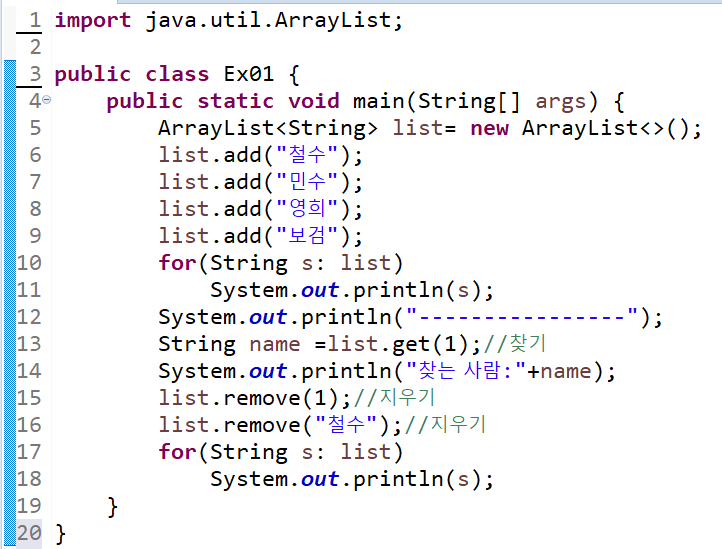 1 import java.util.ArrayList;
2
3 public class Ex01 {
4     public static void main(String[] args) {
5         ArrayList<String> list= new ArrayList<>();
6         list.add("철수");
7         list.add("민수");
8         list.add("영희");
9         list.add("보검");
10         for(String s: list)
11             System.out.println(s);
12         System.out.println("----------------");
13         String name =list.get(1);//찾기
14         System.out.println("찾는 사람:"+name);
15         list.remove(1);//지우기
16         list.remove("철수");//지우기
17         for(String s: list)
18             System.out.println(s);
19     }
20 }